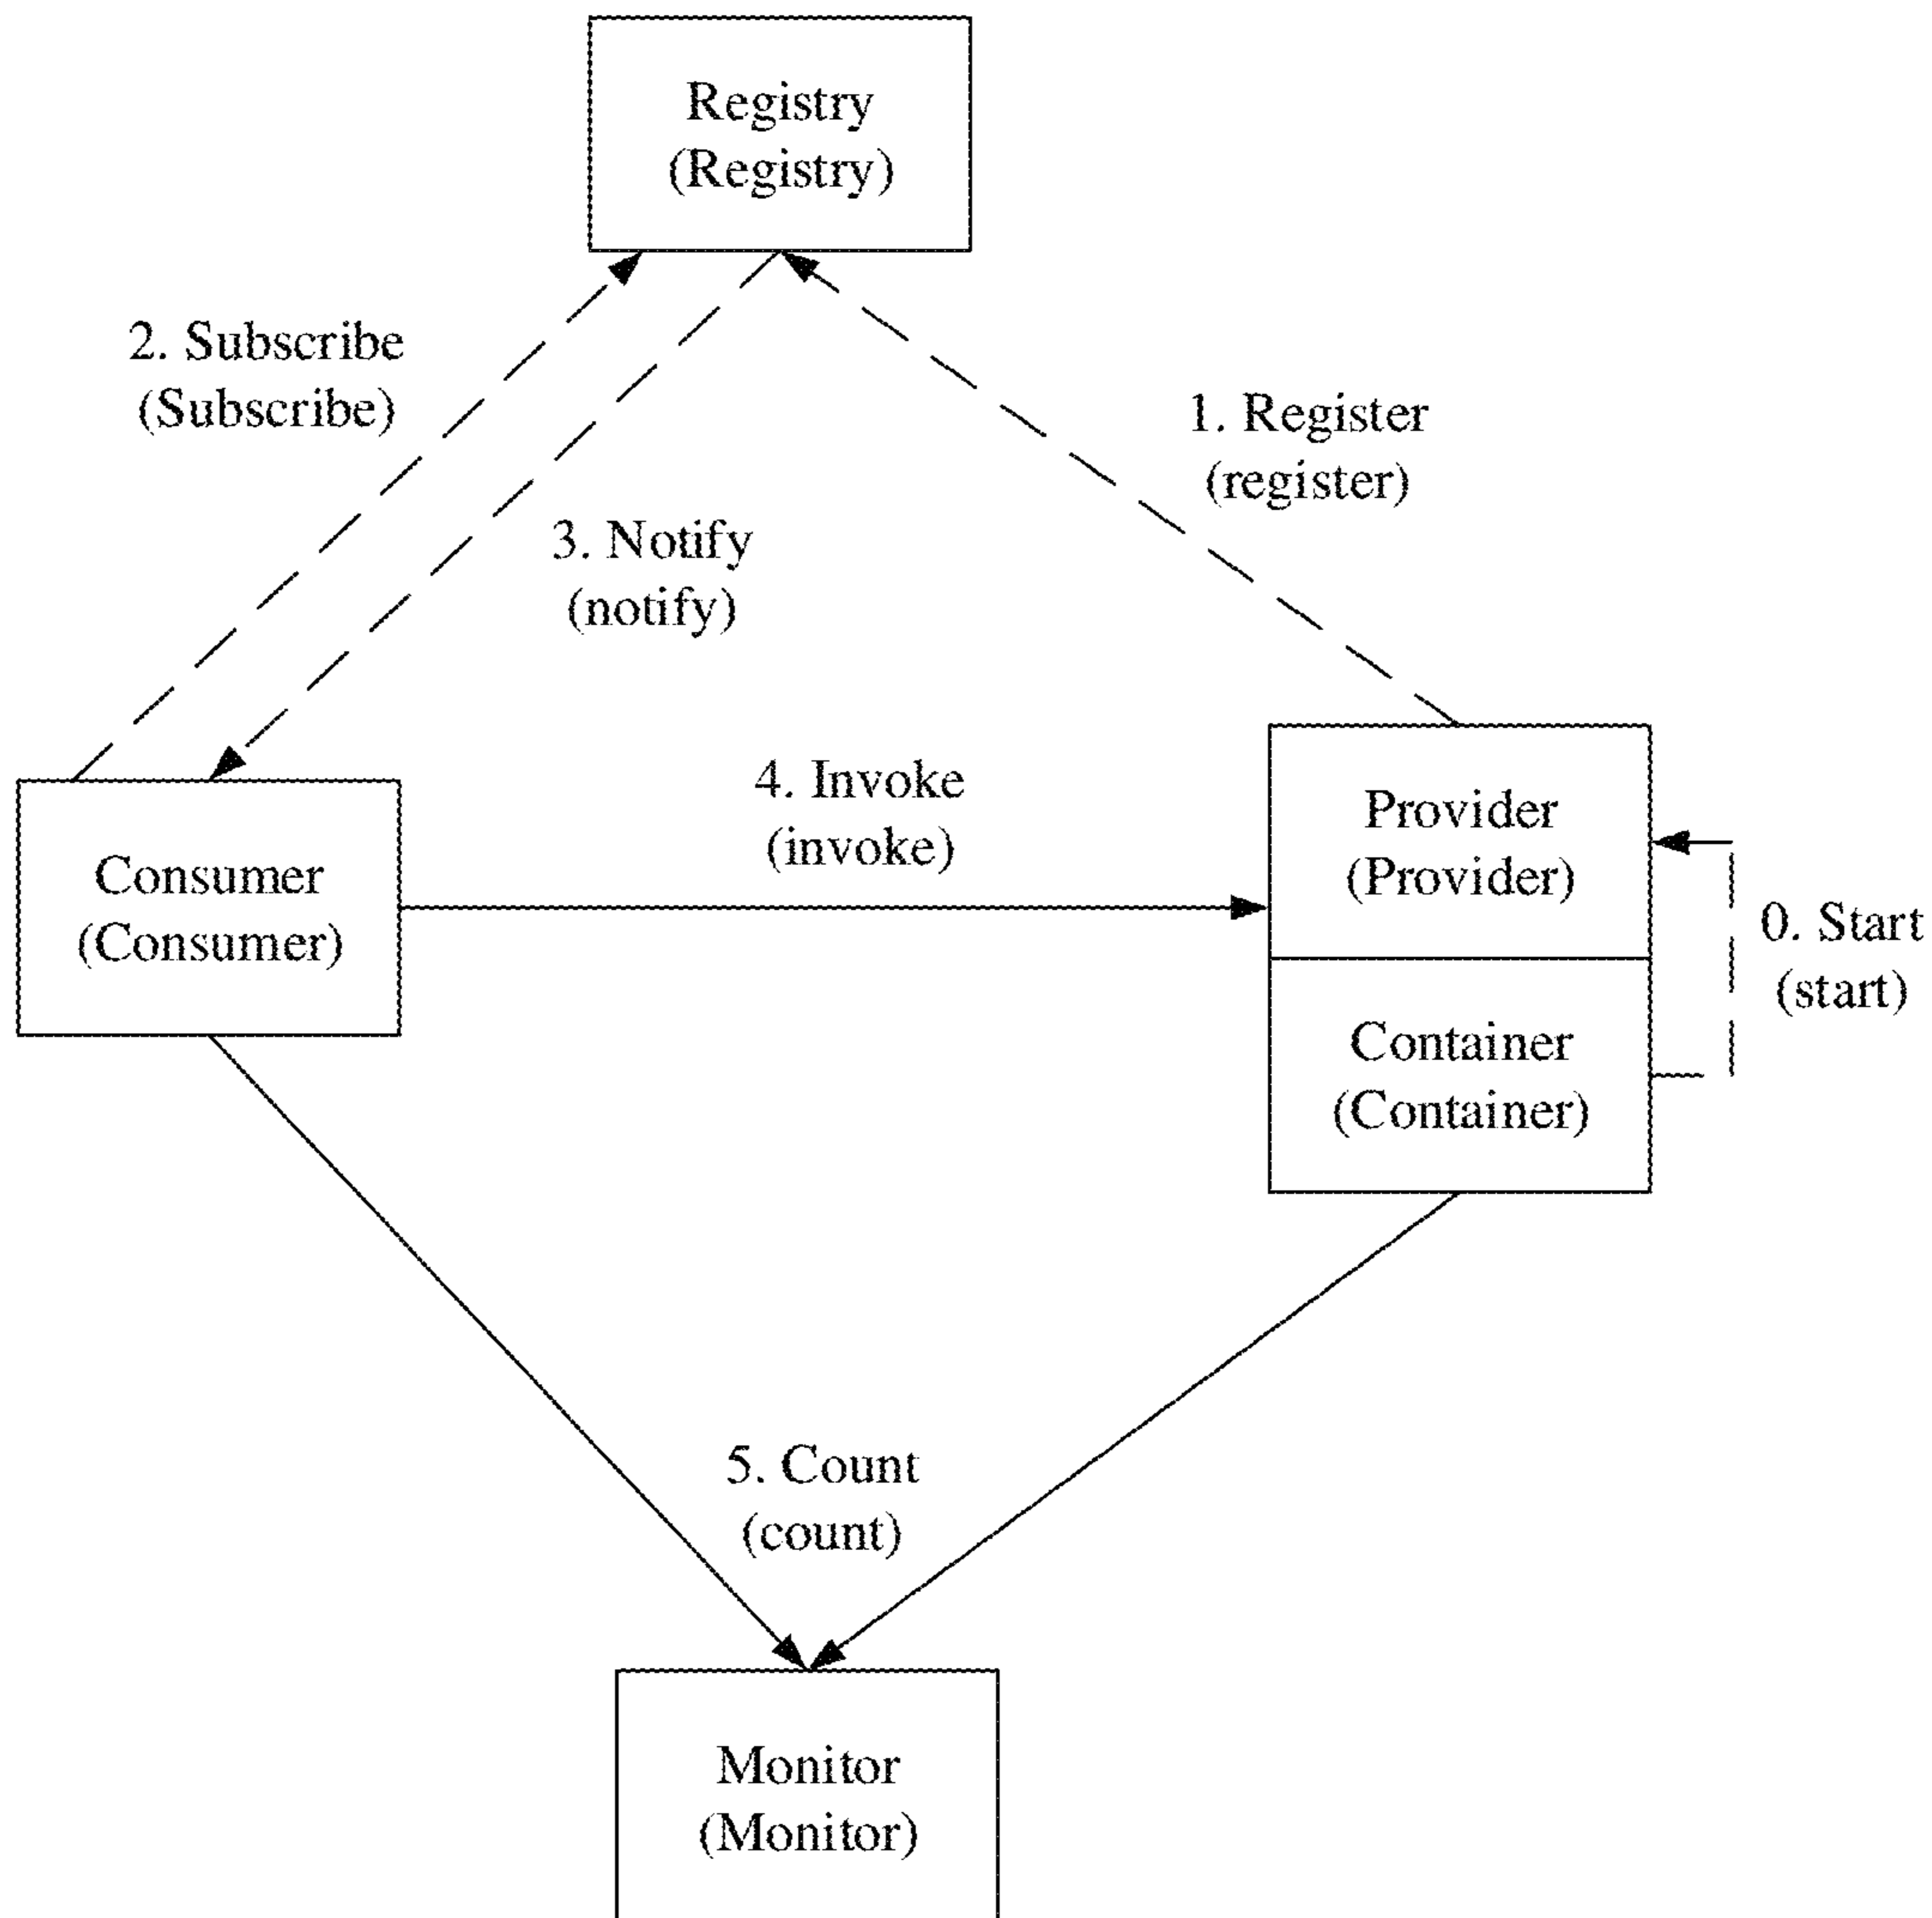 Registry
(Registry)
2. Subscribe
(Subscribe)
1. Register
(register)
3. Notify
(notify)
4. Invoke
(invoke)
Provider
(Provider)
Consumer
(Consumer)
0. Start
(start)
Container
(Container)
5. Count
(count)
Monitor
(Monitor)